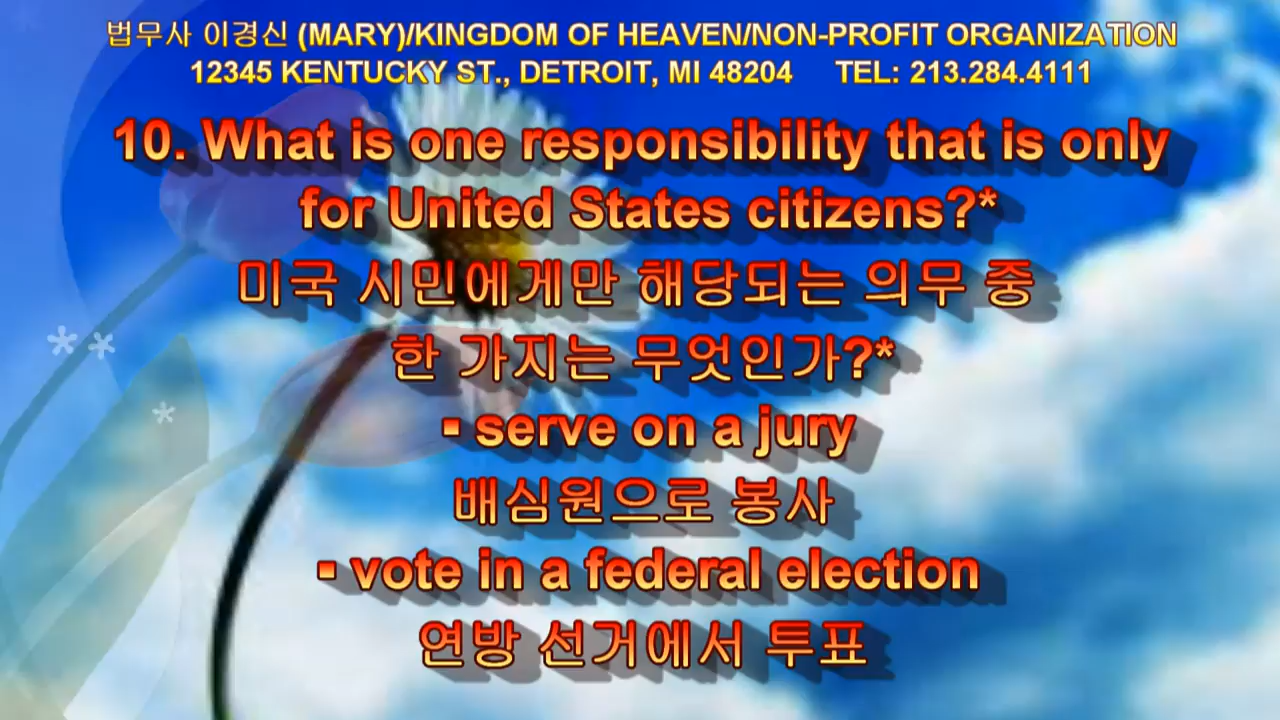 법무사 이경신 (MARY)/KINGDOM OF HEAVEN/NON-PROFIT ORGANIZATION
12345 KENTUCKY ST., DETROIT, MI 48204 TEL: 213.284.4111
10. What is one responsibility that is only
for United States citizens?*
미국 시민에게만 해당되는 의무 중
한 가지는 무엇인가?*
▪ serve on a jury
배심원으로 봉사
▪ vote in a federal election
연방 선거에서 투표